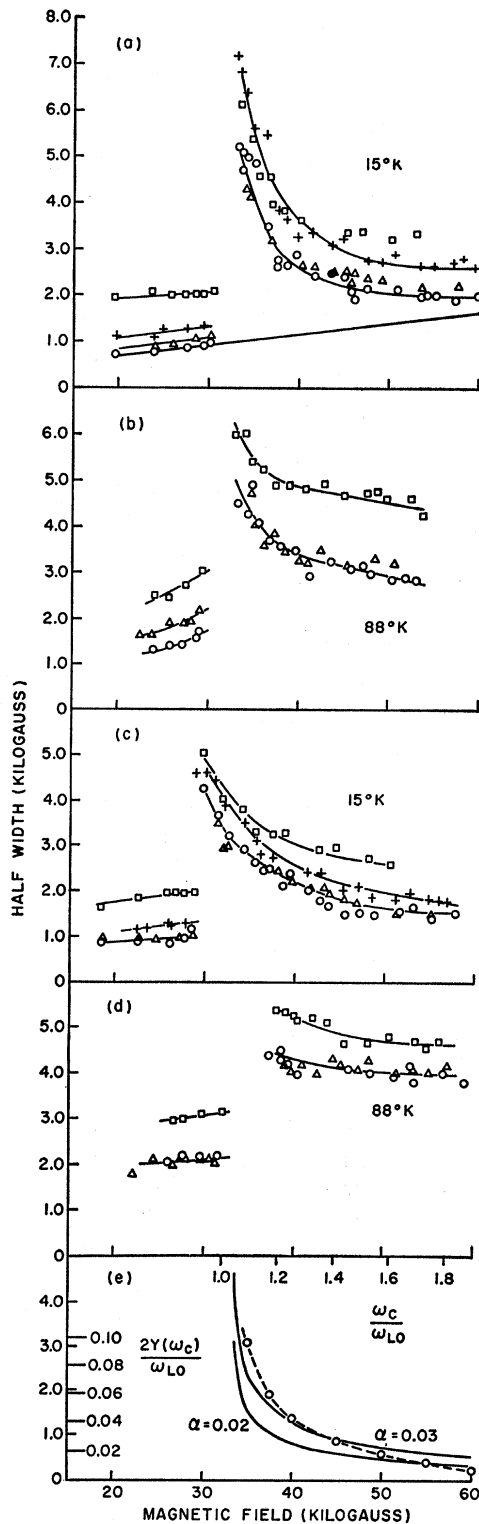 8.0
(a)
7.0
6.0
5.0
15°K
4.0
3.0
2.0
1.0
0
(b)
6.0
5.0
4.0
3.0
2.0
88°K
1.0
0
HALF WIDTH (KILOGAUSS)
(c)
5.0
15°K
4.0
3.0
2.0
1.0
0
(d)
5.0
4.0
88°K
3.0
2.0
1.0
0
1.0 1.2 1.4 1.6 1.8
(e)
ωc
ωLO
4.0
0.10
2Y(ωc)
ωLO
3.0
0.08
0.06
2.0
0.04
α=0.02
α=0.03
1.0
0.02
0
20 30 40 50 60
MAGNETIC FIELD (KILOGAUSS)